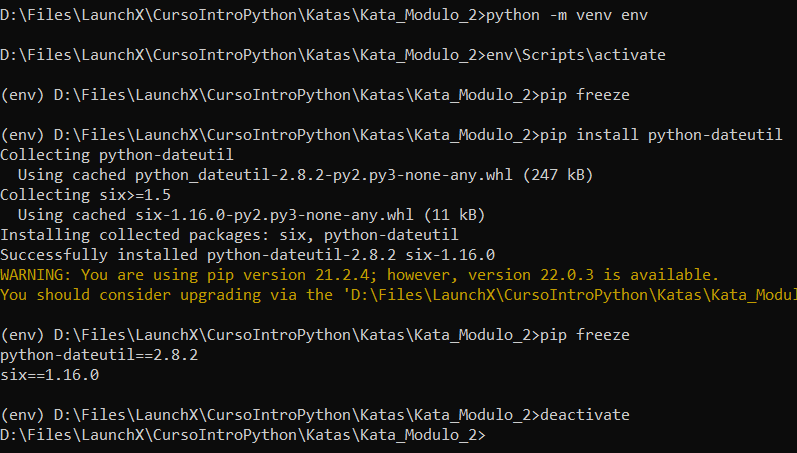 D:\Files\LaunchX\CursoIntroPython\Katas\Kata_Modulo_2>python -m venv env
D:\Files\LaunchX\CursoIntroPython\Katas\Kata_Modulo_2>env\Scripts\activate
(env) D:\Files\LaunchX\CursoIntroPython\Katas\Kata_Modulo_2>pip freeze
(env) D:\Files\LaunchX\CursoIntroPython\Katas\Kata_Modulo_2>pip install python-dateutil
Collecting python-dateutil
  Using cached python_dateutil-2.8.2-py2.py3-none-any.whl (247 kB)
Collecting six>=1.5
  Using cached six-1.16.0-py2.py3-none-any.whl (11 kB)
Installing collected packages: six, python-dateutil
Successfully installed python-dateutil-2.8.2 six-1.16.0
WARNING: You are using pip version 21.2.4; however, version 22.0.3 is available.
You should consider upgrading via the 'D:\Files\LaunchX\CursoIntroPython\Katas\Kata_Modul
(env) D:\Files\LaunchX\CursoIntroPython\Katas\Kata_Modulo_2>pip freeze
python-dateutil==2.8.2
six==1.16.0
(env) D:\Files\LaunchX\CursoIntroPython\Katas\Kata_Modulo_2>deactivate
D:\Files\LaunchX\CursoIntroPython\Katas\Kata_Modulo_2>